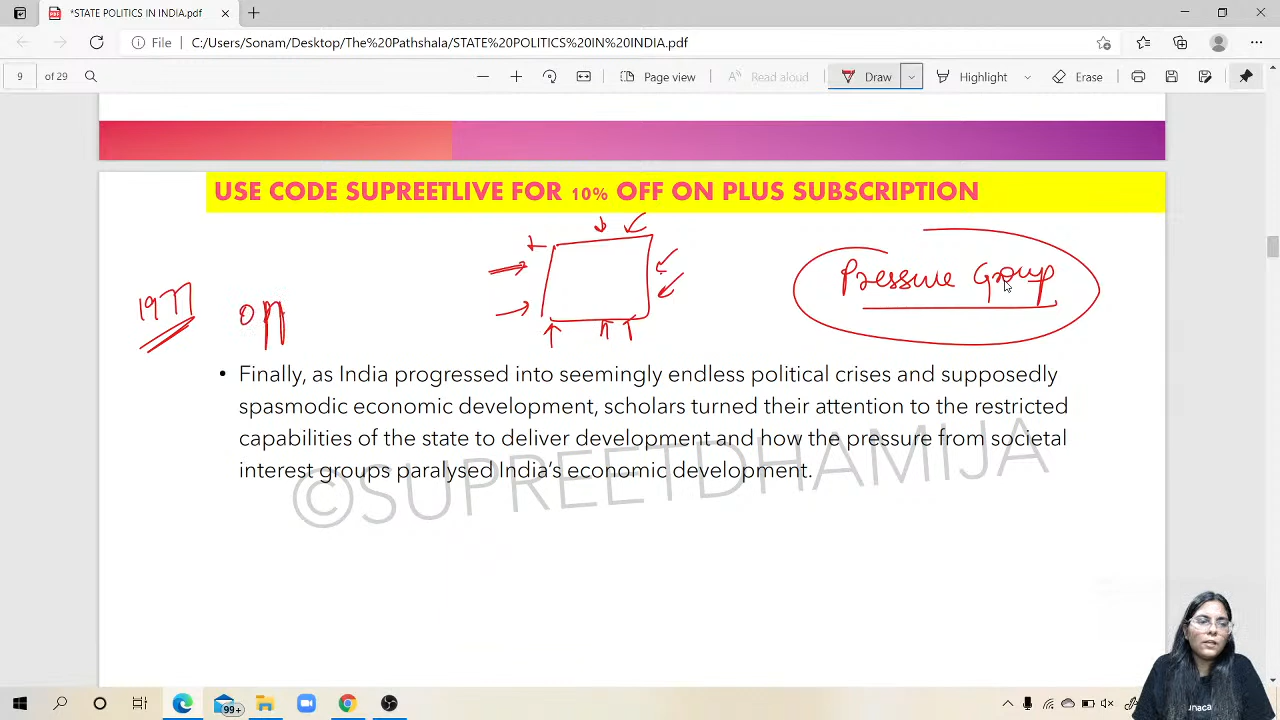 *STATE POLITICS IN INDIA.pdf
File C:/Users/Sonam/Desktop/The%20Pathshala/STATE%20POLITICS%20IN%20INDIA.pdf
9 of 29 Page view Read aloud Draw Highlight Erase
USE CODE SUPREETLIVE FOR 10% OFF ON PLUS SUBSCRIPTION
Pressure Group
1977 on
• Finally, as India progressed into seemingly endless political crises and supposedly
spasmodic economic development, scholars turned their attention to the restricted
capabilities of the state to deliver development and how the pressure from societal
interest groups paralysed India's economic development.
©SUPREETDHAMIJA
99+